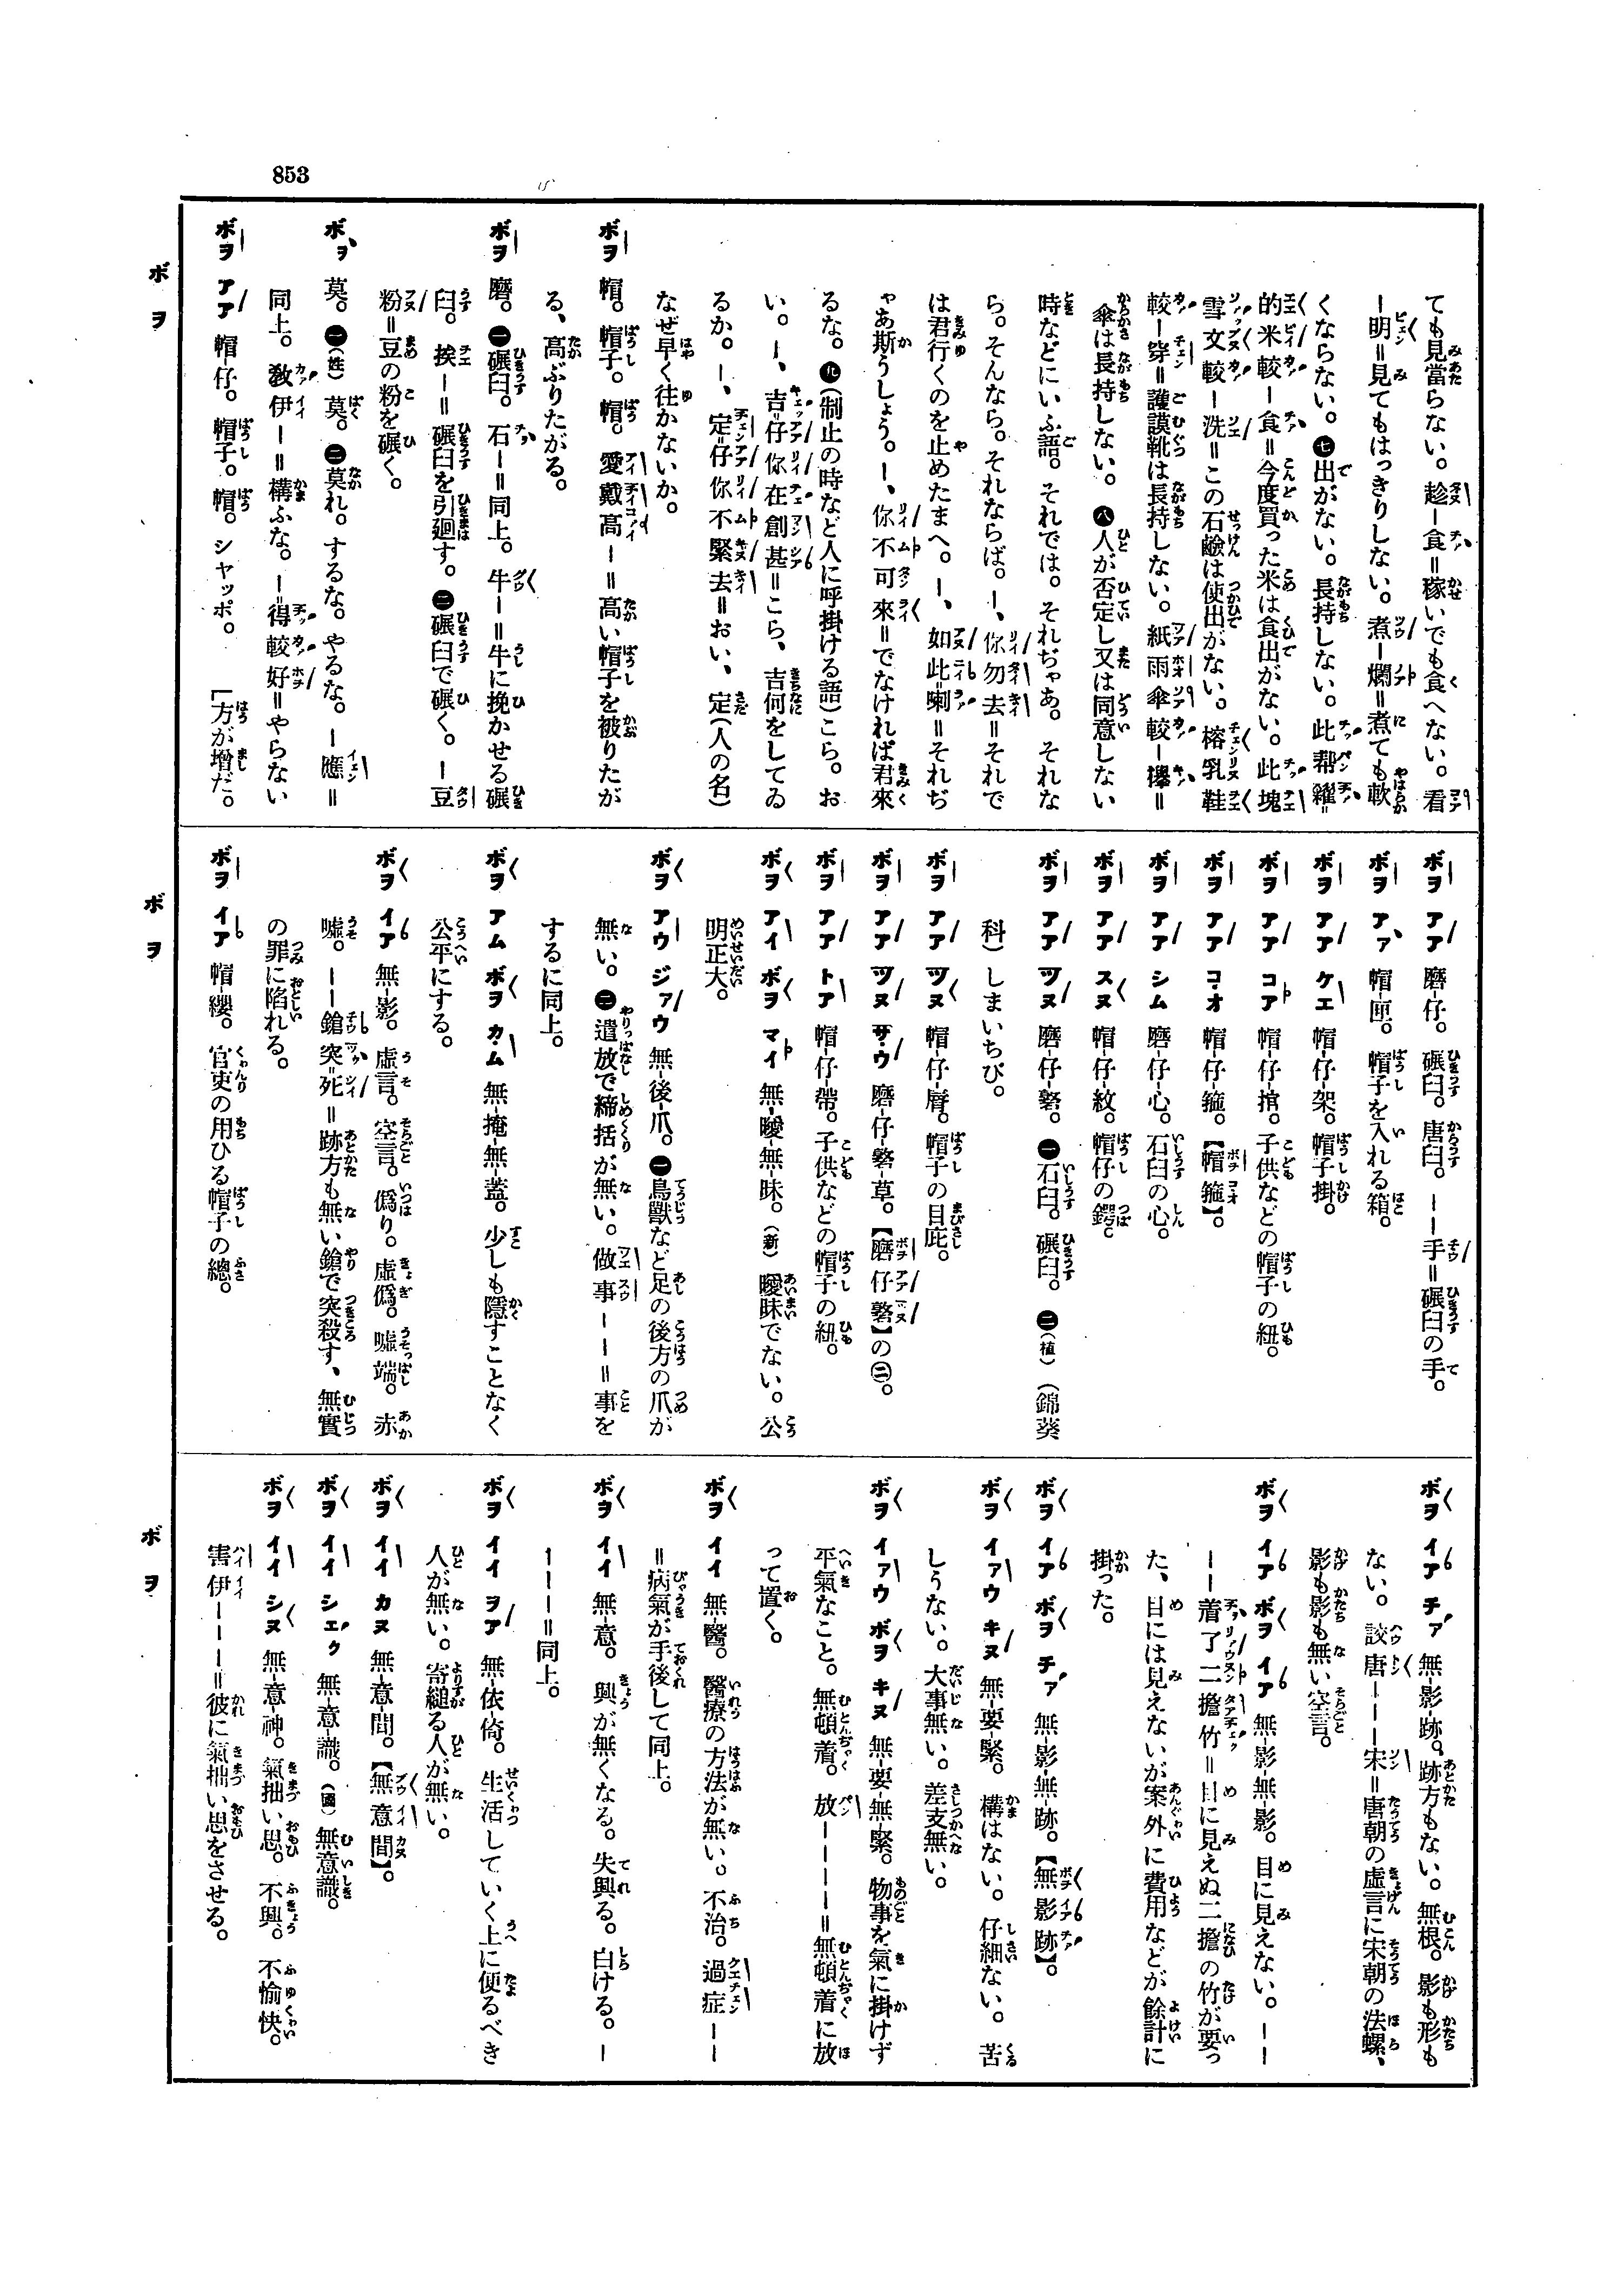 853
ても見當らない。趁ー食＝稼いでも食へない。看
ー明＝見てもはっきりしない。煮ー爛＝煮ても軟
くならない。㊆出がない。長持しない。此帮糴＝
的米較ー食＝今度買った米は食出がない。此塊
雪文較ー洗＝この石鹼は使出がない。榕乳鞋
較ー穿＝護謨靴は長持しない。紙雨傘較ー攑＝
傘は長持しない。㊇人が否定し又は同意しない
時などにいふ語。それでは。それぢゃあ。それな
ら。そんなら。それならば。ー、你勿去＝それで
は君行くのを止めたまへ。ー、如此喇＝それぢ
ゃあ斯うしょう。ー、你不可來＝でなければ君來
るな。㊈(制止の時など人に呼掛ける語)こら。お
い。ー、吉仔你在創甚＝こら、吉何をしてゐ
るか。ー、定仔你不緊去＝おい、定(人の名)
なぜ早く往かないか。
ボヲ 帽。帽子。帽。愛戴高ー＝高い帽子を被りたが
る、高ぶりたがる。
ボヲ 磨。㊀碾臼。石ー＝同上。牛ー＝牛に挽かせる碾
臼。挨ー＝碾臼を引廻す。㊁碾臼で碾く。ー豆
粉＝豆の粉を碾く。
ボヲ 莫。㊀(姓)莫。㊁莫れ。するな。やるな。ー應＝
同上。敎伊ー＝構ふな。ー得較好＝やらない
[方が增だ。
ボヲ アア 帽-仔。帽子。帽。シャッポ。
ボヲ
ボヲ アア 磨-仔。碾臼。唐臼。ーー手＝碾臼の手。
ボヲ アァ 帽-匣。帽子を入れる箱。
ボヲ アア ケエ 帽-仔-架。帽子掛。
ボヲ アア コア 帽-仔-捾。子供などの帽子の紐。
ボヲ アア コオ 帽-仔-箍。【帽箍】。
ボヲ アア シム 磨-仔-心。石臼の心。
ボヲ アア スヌ 帽-仔-紋。帽仔の鍔。
ボヲ アア ツヌ 磨-仔-磐。㊀石臼。碾臼。㊁(植)(錦葵
科)しまいちび。
ボヲ アア ツヌ 帽-仔-脣。帽子の目庇。
ボヲ アア ツヌ サウ 磨-仔-磐-草。【磨仔磐】の㊁。
ボヲ アア トア 帽-仔-帶。子供などの帽子の紐。
ボヲ アイ ボヲ マイ 無-曖-無-昧。(新)曖昧でない。公
明正大。
ボヲ アウ ジァウ 無-後-爪。㊀鳥獸など足の後方の爪が
無い。㊁遣放で締括が無い。做事ーー＝事を
するに同上。
ボヲ アム ボヲ カム 無-掩-無-蓋。少しも隱すことなく
公平にする。
ボヲ イア 無-影。虛言。空言。僞り。虛僞。噓端。赤
噓。ーー鎗突死＝跡方も無い鎗で突殺す、無實
の罪に陷れる。
ボヲ イア 帽-纓。官吏の用ひる帽子の總。
ボヲ
ボヲ イア チァ 無-影-跡。跡方もない。無根。影も形も
ない。談唐ーーー宋＝唐朝の虛言に宋朝の法螺、
影も影も無い空言。
ボヲ イア ボヲ イア 無-影-無-影。目に見えない。ーー
ーー着了二擔竹＝目に見えぬ二擔の竹が要っ
た、目には見えないが案外に費用などが餘計に
掛った。
ボヲ イア ボヲ チァ 無-影-無-跡。【無影跡】。
ボヲ イァウ キヌ 無-要-緊。構はない。仔細ない。苦
しうない。大事無い。差支無い。
ボヲ イァウ ボヲ キヌ 無-要-無-緊。物事を氣に掛けず
平氣なこと。無頓着。放ーーーー＝無頓着に放
って置く。
ボヲ イイ 無-醫。醫療の方法が無い。不治。過症ーー
＝病氣が手後して同上。
ボヲ イイ 無-意。興が無くなる。失興る。白ける。ー
ーーー＝同上。
ボヲ イイ ヲア 無-依-倚。生活していく上に便るべき
人が無い。寄縋る人が無い。
ボヲ イイ カヌ 無-意-間。【無意間】。
ボヲ イイ シェク 無-意-識。(國)無意識。
ボヲ イイ シヌ 無-意-神。氣拙い思。不興。不愉快。
害伊ーーー＝彼に氣拙い思をさせる。
ボヲ